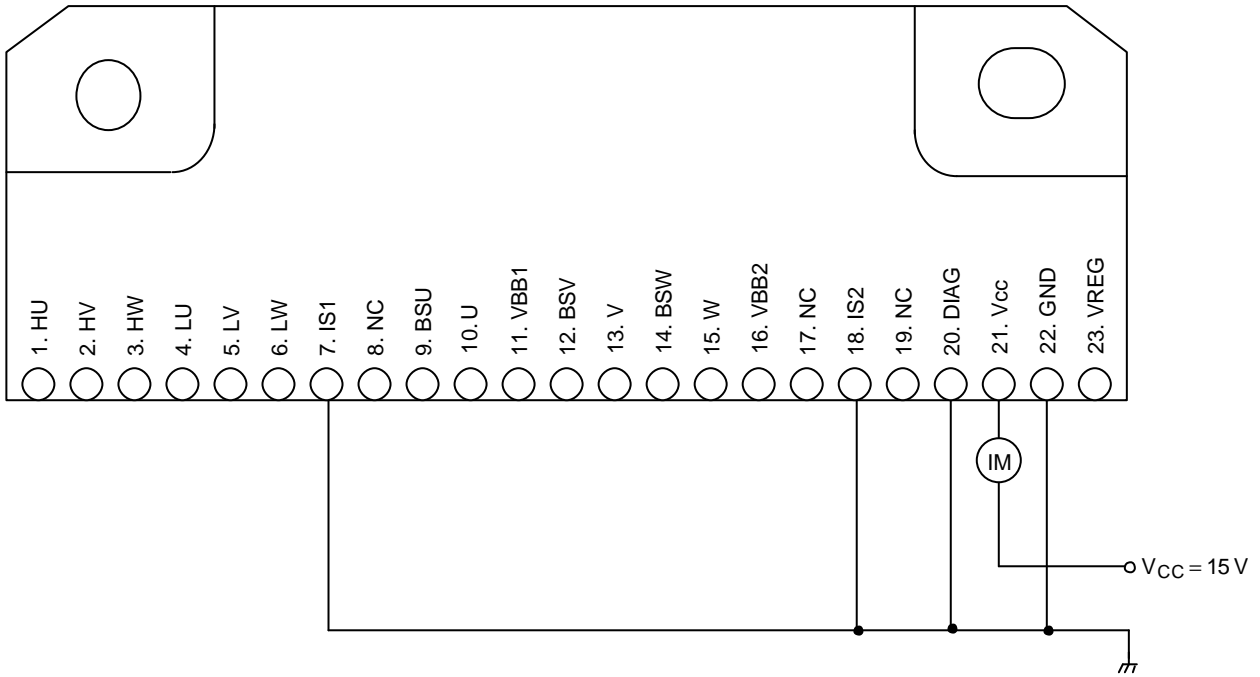 1. HU
2. HV
3. HW
4. LU
5. LV
6. LW
7. IS1
8. NC
9. BSU
10. U
11. VBB1
12. BSV
13. V
14. BSW
15. W
16. VBB2
17. NC
18. IS2
19. NC
20. DIAG
21. Vcc
22. GND
23. VREG
IM
VCC = 15 V